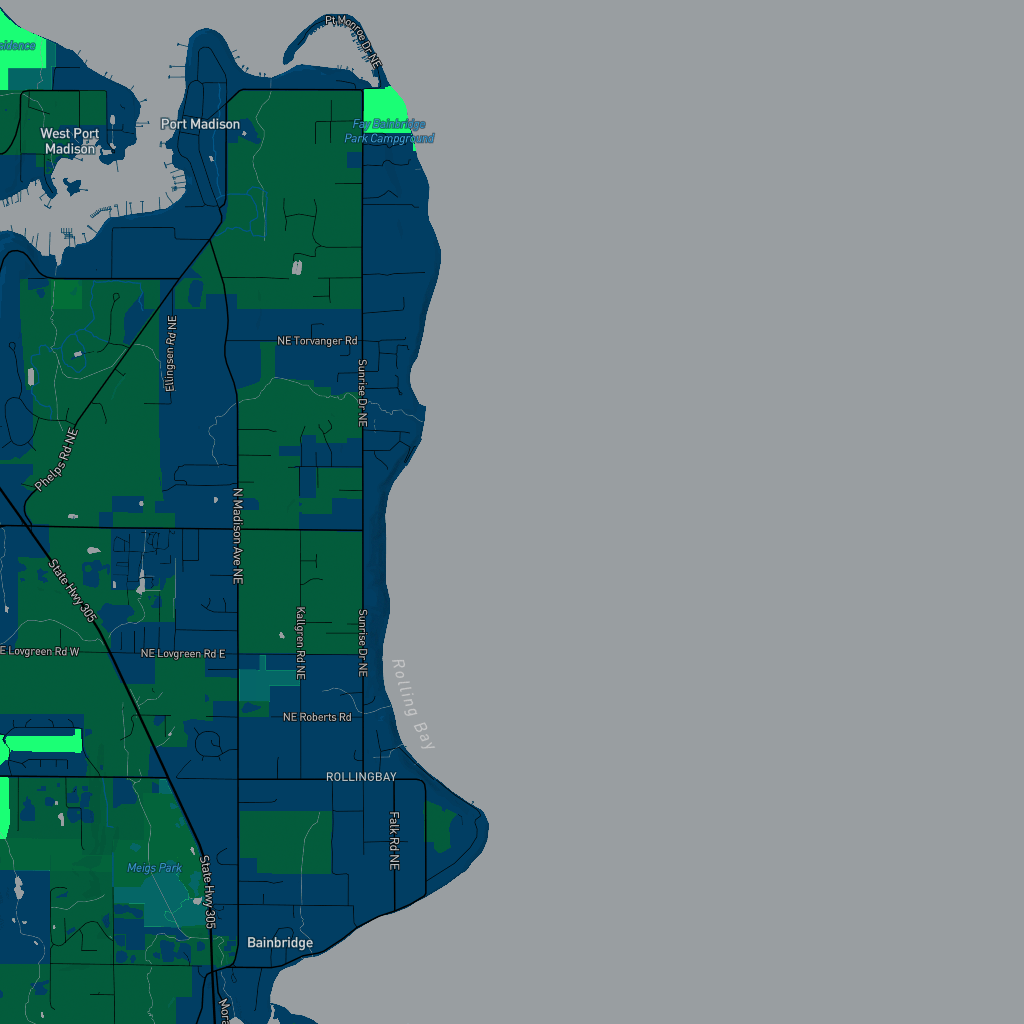 Pt Monroe Dr NE
West Port
Madison
Port Madison
Fay Bainbridge
Park Campground
NE Torvanger Rd
Ellingsen Rd NE
Sunrise Dr NE
Phelps Rd NE
N Madison Ave NE
State Hwy 305
Kallgren Rd NE
Sunrise Dr NE
E Lovgreen Rd W
NE Lovgreen Rd E
Rolling Bay
NE Roberts Rd
ROLLINGBAY
Falk Rd NE
Meigs Park
State Hwy 305
Bainbridge